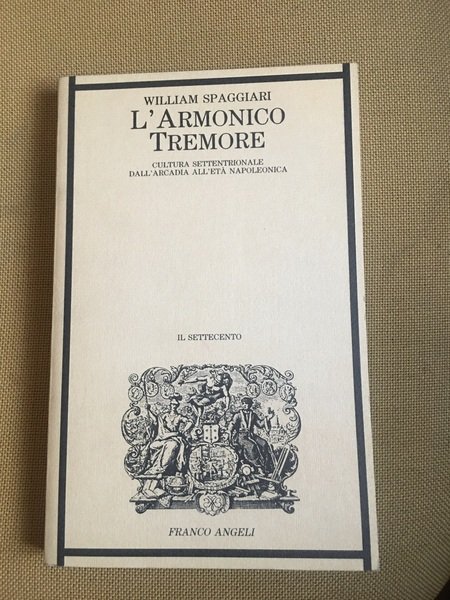 WILLIAM SPAGGIARI
L'ARMONICO
TREMORE
CULTURA SETTENTRIONALE
DALL'ARCADIA ALL'ETÀ NAPOLEONICA
IL SETTECENTO
FRANCO ANGELI